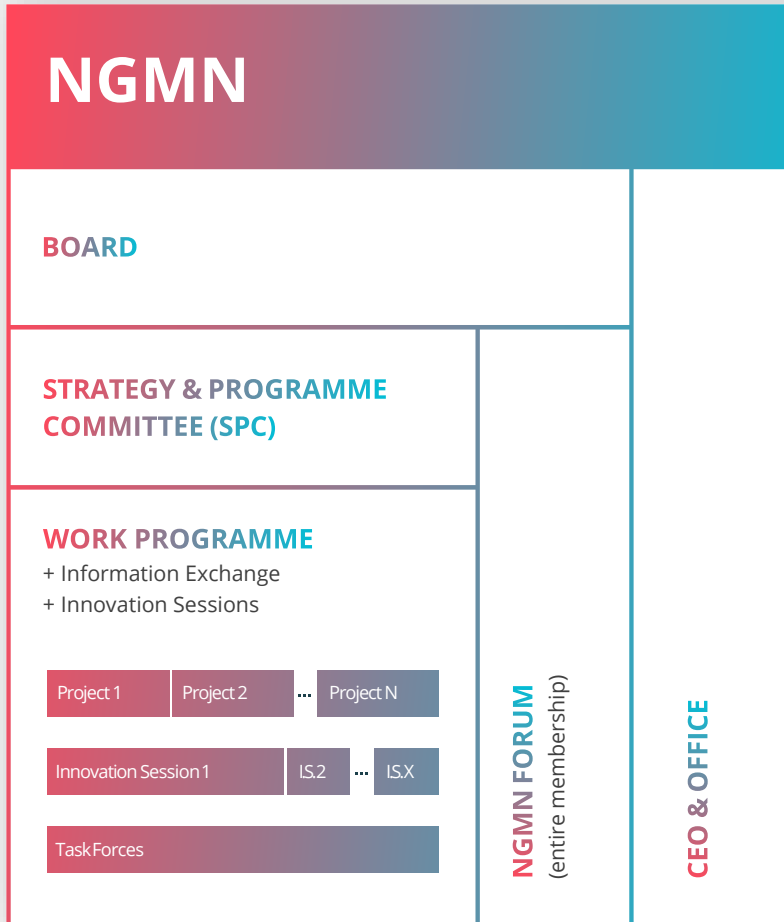 NGMN
BOARD
STRATEGY & PROGRAMME
COMMITTEE (SPC)
WORK PROGRAMME
+ Information Exchange
+ Innovation Sessions
Project 1 Project 2 ... Project N
Innovation Session 1 I.S.2 ... I.S.X
Task Forces
NGMN FORUM
(entire membership)
CEO & OFFICE